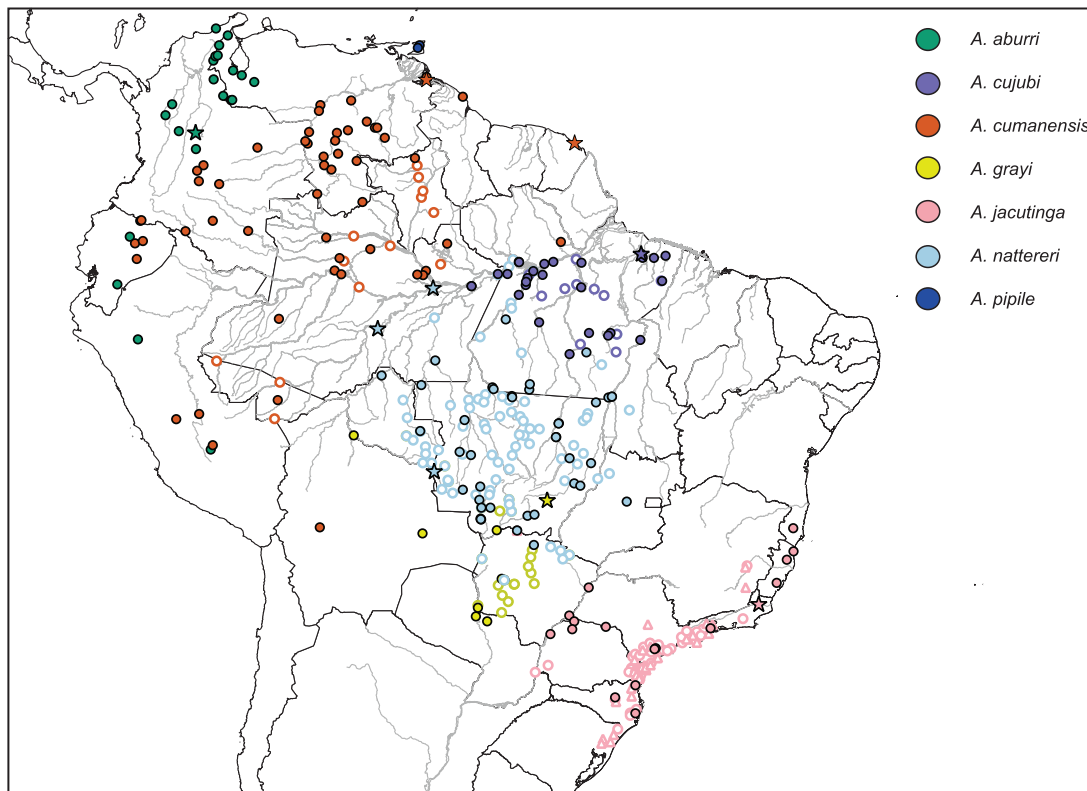 A. aburri
A. cujubi
A. cumanensis
A. grayi
A. jacutinga
A. nattereri
A. pipile